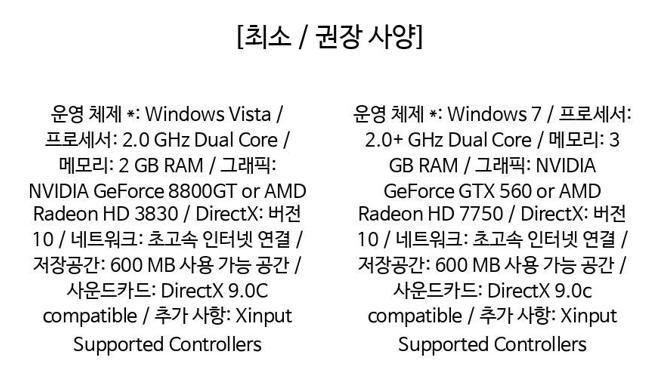 [최소 / 권장 사양]
운영 체제 *: Windows Vista /
프로세서: 2.0 GHz Dual Core /
메모리: 2 GB RAM / 그래픽:
NVIDIA GeForce 8800GT or AMD
Radeon HD 3830 / DirectX: 버전
10 / 네트워크: 초고속 인터넷 연결 /
저장공간: 600 MB 사용 가능 공간 /
사운드카드: DirectX 9.0C
compatible / 추가 사항: Xinput
Supported Controllers
운영 체제 *: Windows 7 / 프로세서:
2.0+ GHz Dual Core / 메모리: 3
GB RAM / 그래픽: NVIDIA
GeForce GTX 560 or AMD
Radeon HD 7750 / DirectX: 버전
10 / 네트워크: 초고속 인터넷 연결 /
저장공간: 600 MB 사용 가능 공간 /
사운드카드: DirectX 9.0c
compatible / 추가 사항: Xinput
Supported Controllers